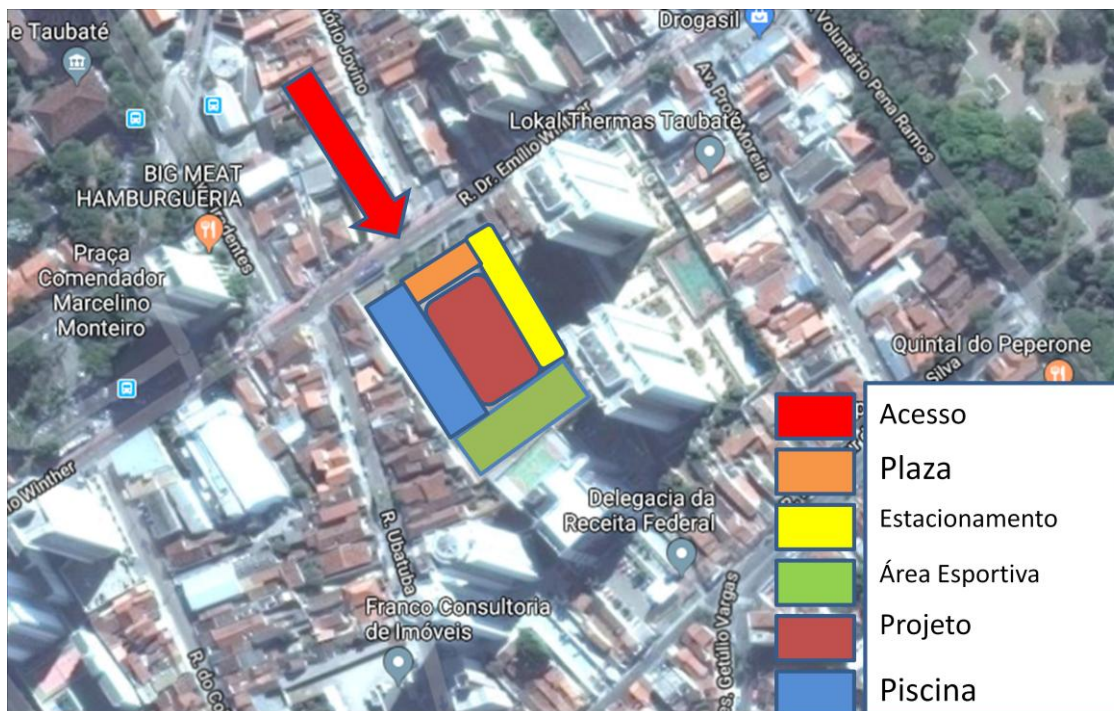 de Taubaté
Drogasil
Voluntário Pena Ramos
Av. Prof. Moreira
R. Dr. Emílio Winther
Lokal Thermas Taubaté
BIG MEAT
HAMBURGUERIA
Praça
Comendador
Marcelino
Monteiro
Quintal do Peperone
Silva
Delegacia da
Receita Federal
R. Ubatuba
Franco Consultoria
de Imóveis
Acesso
Plaza
Estacionamento
Área Esportiva
Projeto
Piscina